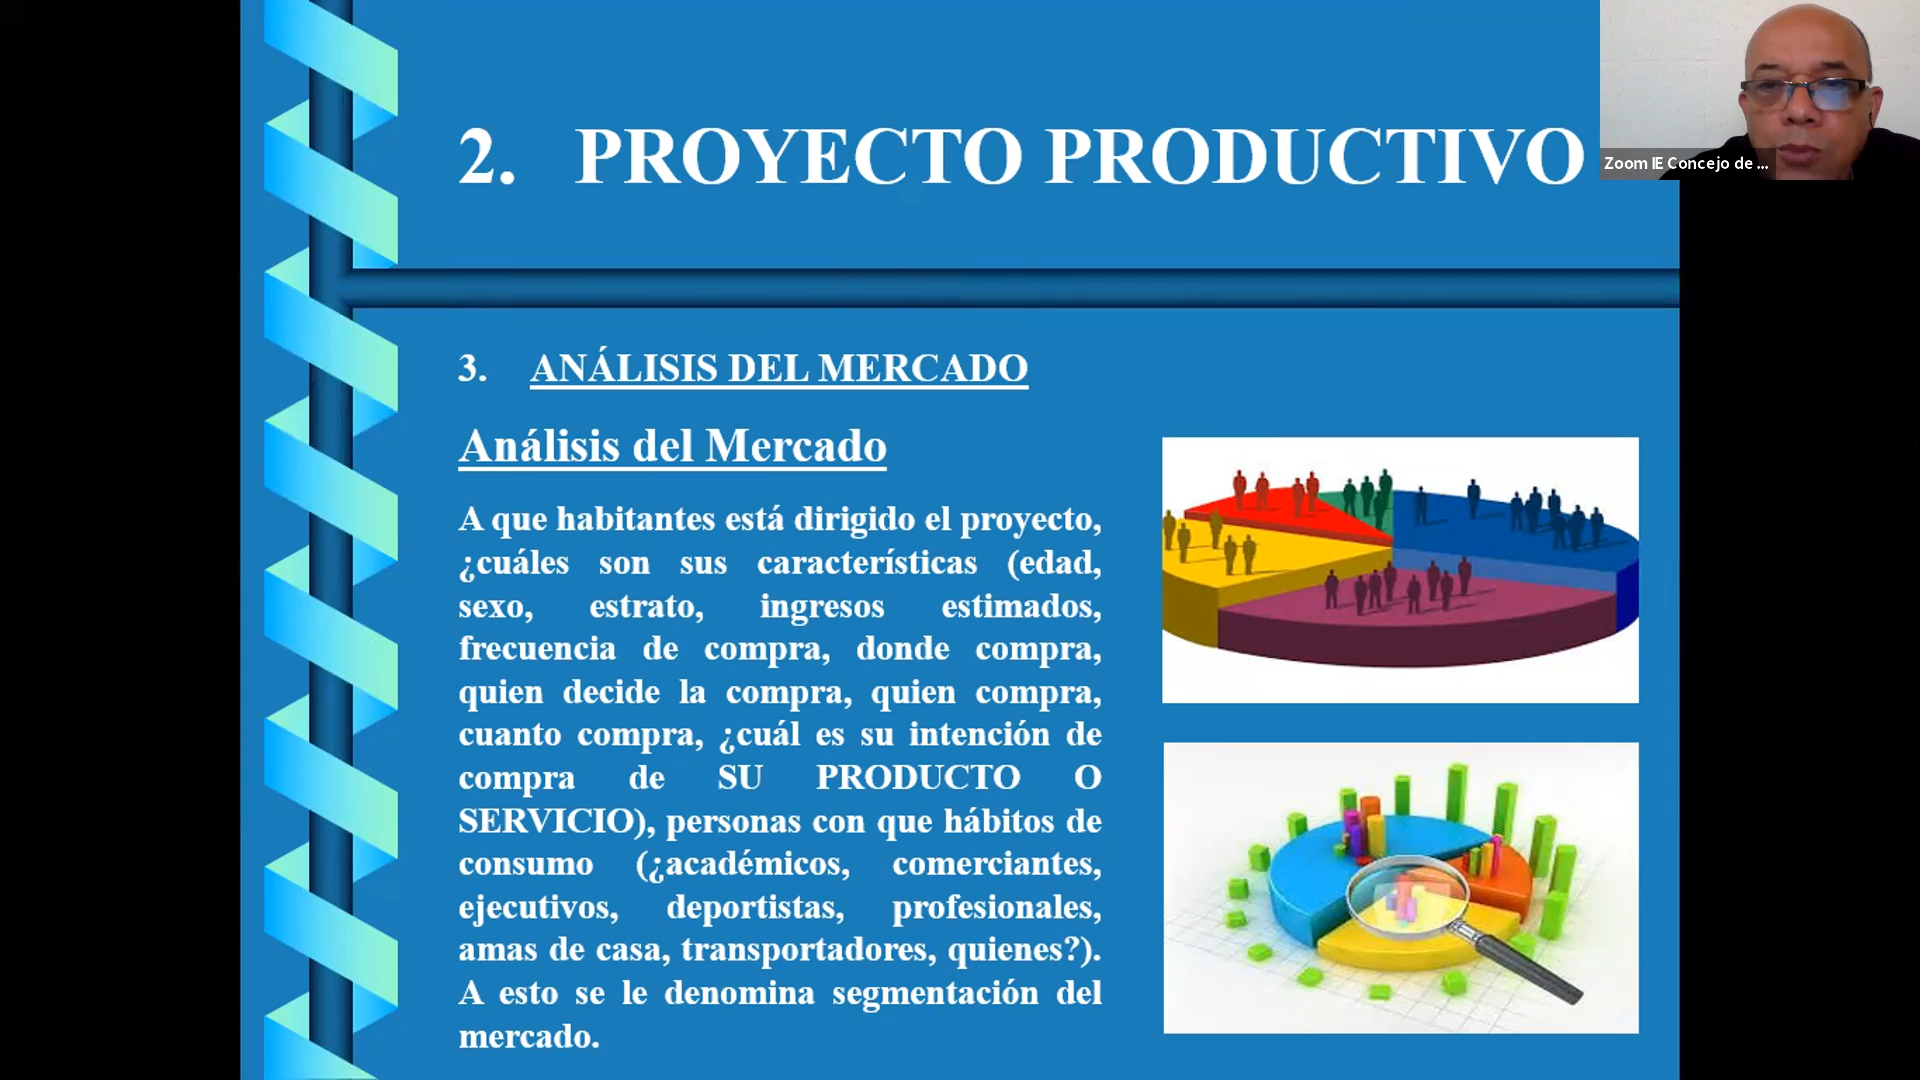 2. PROYECTO PRODUCTIVO
Zoom IE Concejo de ...
3. ANÁLISIS DEL MERCADO
Análisis del Mercado
A que habitantes está dirigido el proyecto,
¿cuáles son sus características (edad,
sexo, estrato, ingresos estimados,
frecuencia de compra, donde compra,
quien decide la compra, quien compra,
cuanto compra, ¿cuál es su intención de
compra de SU PRODUCTO O
SERVICIO), personas con que hábitos de
consumo (¿académicos, comerciantes,
ejecutivos, deportistas, profesionales,
amas de casa, transportadores, quienes?).
A esto se le denomina segmentación del
mercado.